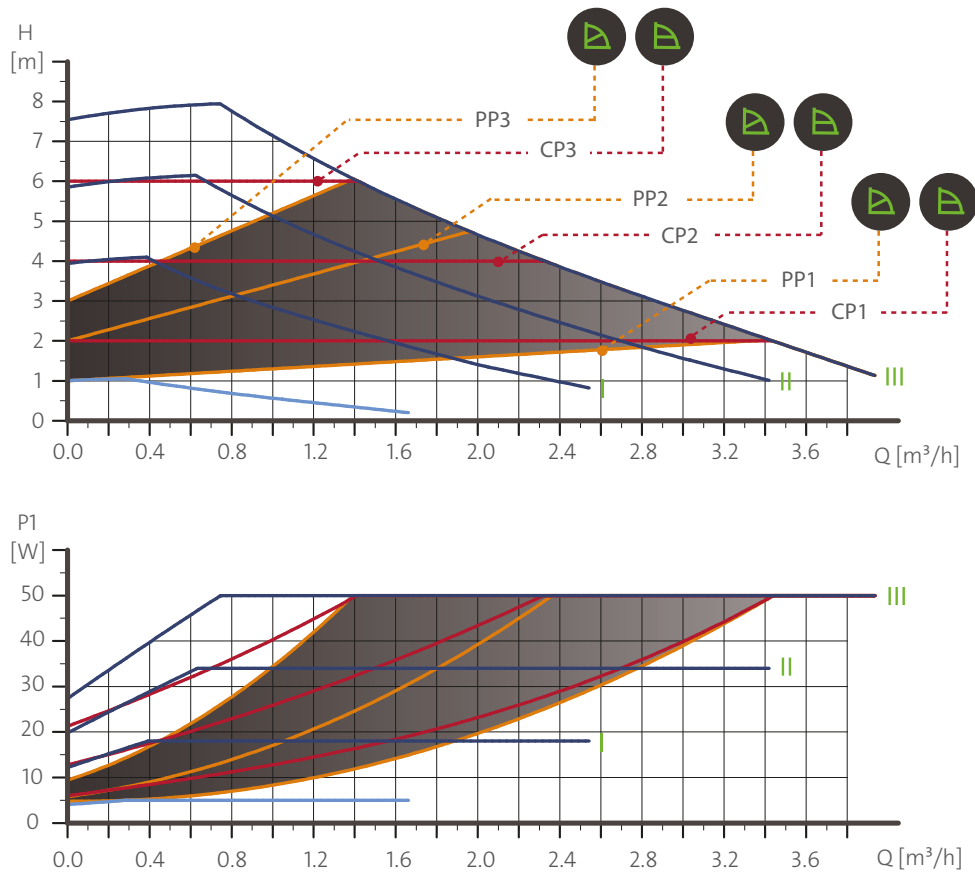 H
[m]
8
7
6
5
4
3
2
1
0
PP3
CP3
PP2
CP2
PP1
CP1
I
II
III
0.0 0.4 0.8 1.2 1.6 2.0 2.4 2.8 3.2 3.6 Q [m³/h]
P1
[W]
50
40
30
20
10
0
III
II
I
0.0 0.4 0.8 1.2 1.6 2.0 2.4 2.8 3.2 3.6 Q [m³/h]